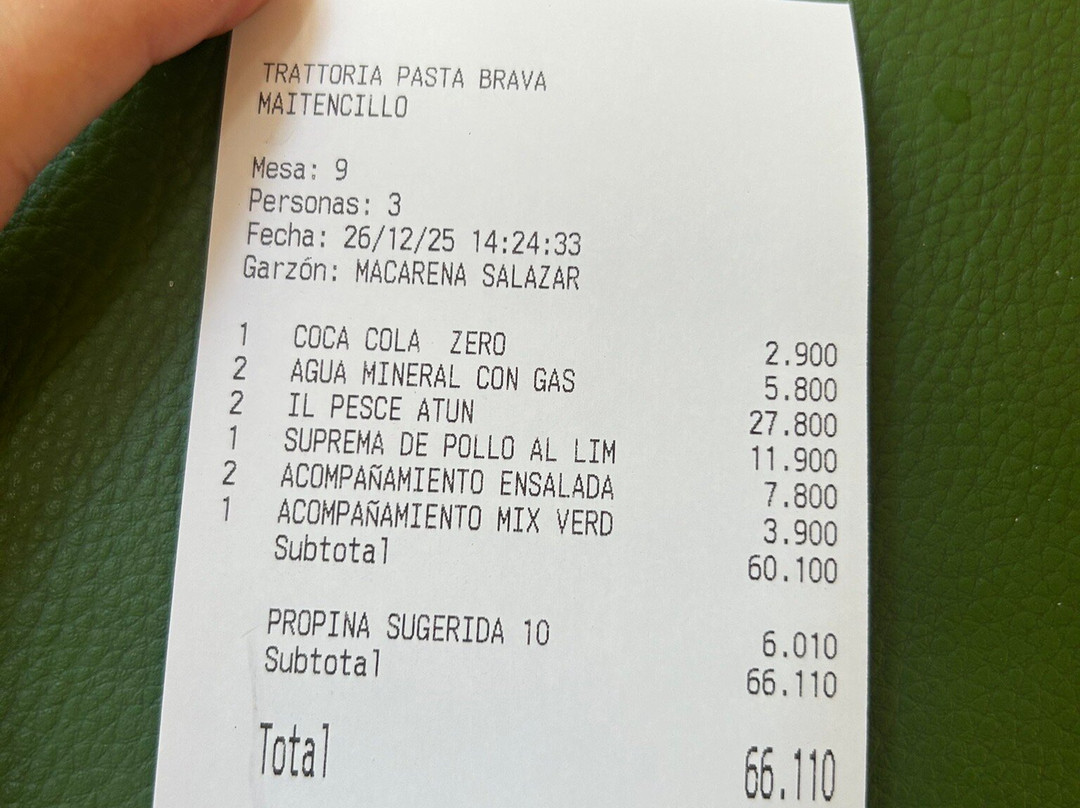 TRATTORIA PASTA BRAVA
MAITENCILLO
Mesa: 9
Personas: 3
Fecha: 26/12/25 14:24:33
Garzón: MACARENA SALAZAR
1 COCA COLA ZERO 2.900
2 AGUA MINERAL CON GAS 5.800
2 IL PESCE ATUN 27.800
1 SUPREMA DE POLLO AL LIM 11.900
2 ACOMPAÑAMIENTO ENSALADA 7.800
1 ACOMPAÑAMIENTO MIX VERD 3.900
Subtotal 60.100
PROPINA SUGERIDA 10 6.010
Subtotal 66.110
Total 66.110